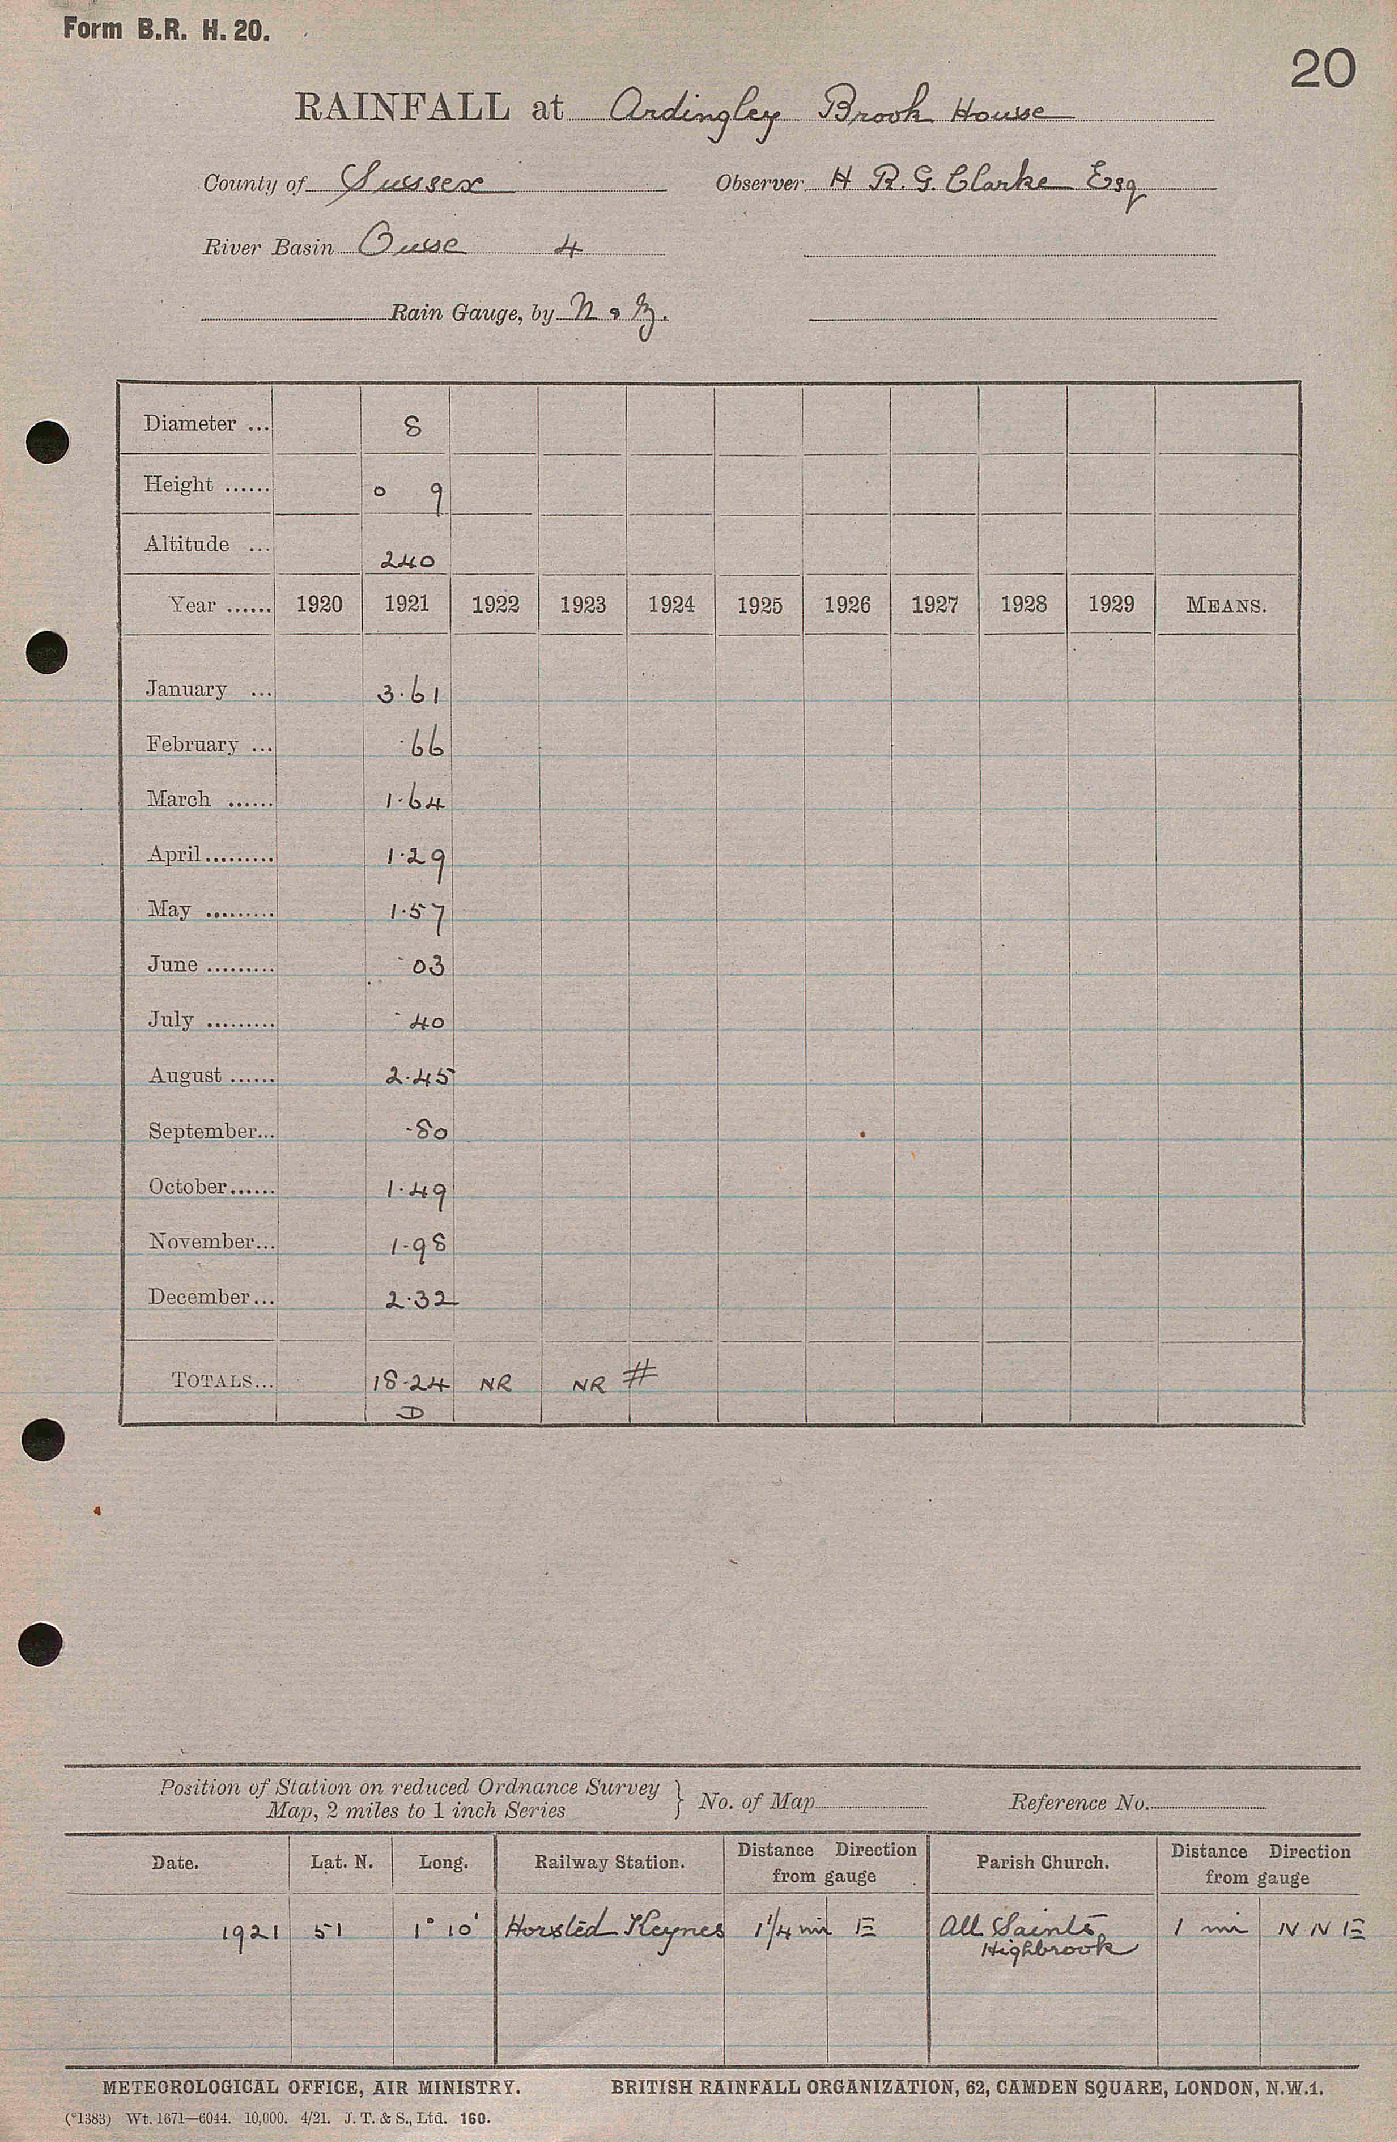 Form B.R. H. 20.
20
RAINFALL at Ardingley Brook House
County of Sussex Observer H R. G. Clarke Esq
River Basin Ouse 4
Rain Gauge, by N & Z.
Diameter ... 8
Height ...... 0 9
Altitude ... 240
Year ...... 1920 1921 1922 1923 1924 1925 1926 1927 1928 1929 MEANS.
January ... 3.61
February ... .66
March ...... 1.64
April......... 1.29
May ......... 1.57
June ......... .03
July ......... .40
August ...... 2.45
September... .80
October...... 1.49
November... 1.98
December... 2.32
TOTALS... 18.24 NR NR #
D
Position of Station on reduced Ordnance Survey
Map, 2 miles to 1 inch Series } No. of Map Reference No.
Date. Lat. N. Long. Railway Station. Distance Direction from gauge Parish Church. Distance Direction from gauge
1921 51 1° 10' Horsted Keynes 1 1/4 mi E All Saints 1 mi N N E
Highbrook
METEOROLOGICAL OFFICE, AIR MINISTRY. BRITISH RAINFALL ORGANIZATION, 62, CAMDEN SQUARE, LONDON, N.W.1.
(*1383) Wt. 1671—6044. 10,000. 4/21. J. T. & S., Ltd. 160.